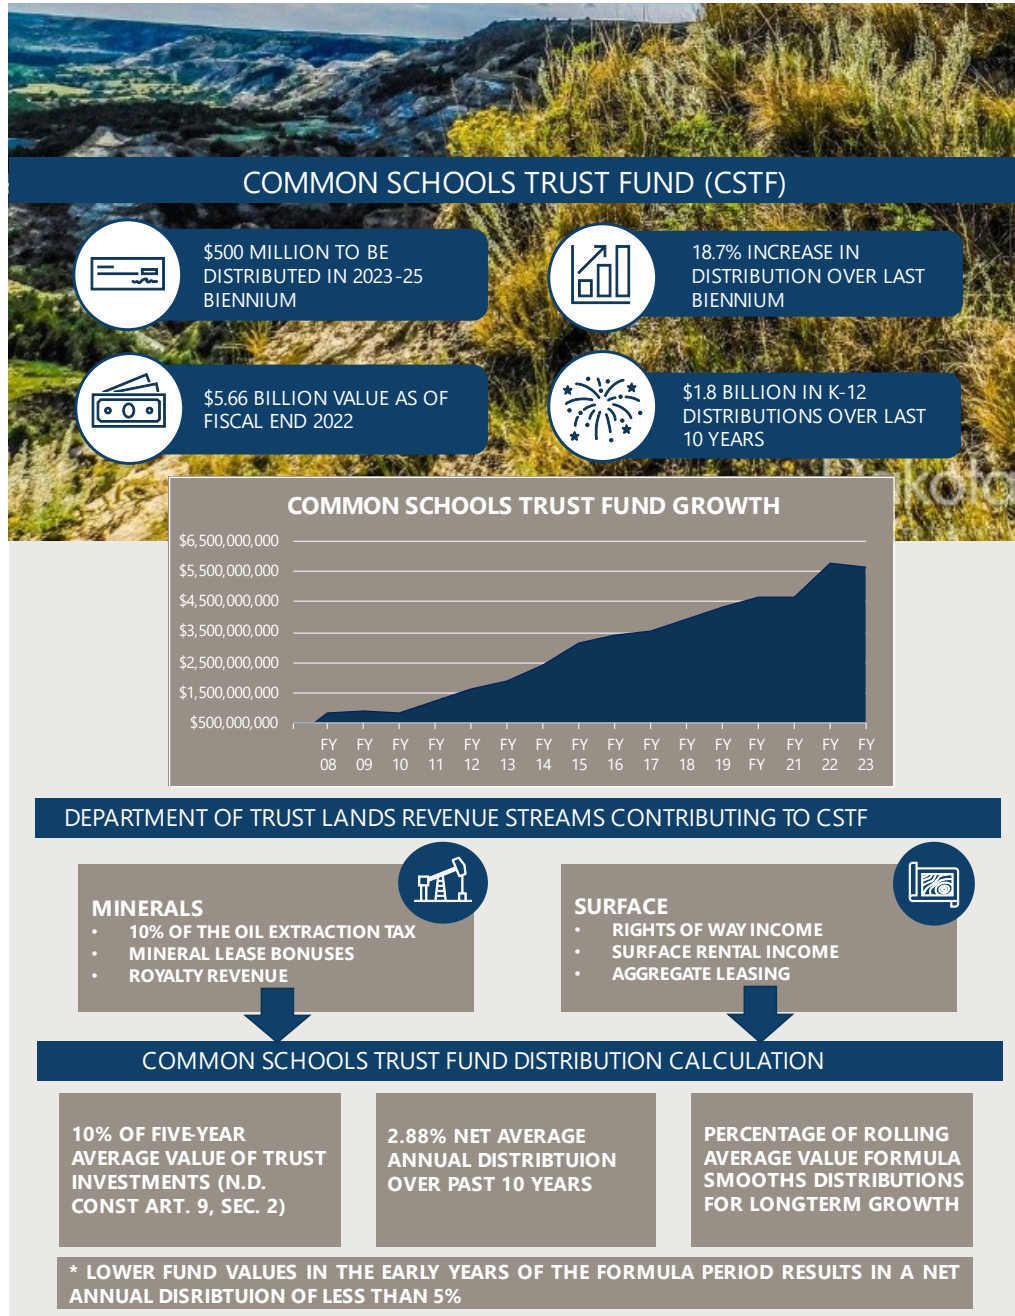 COMMON SCHOOLS TRUST FUND (CSTF)
$500 MILLION TO BE
DISTRIBUTED IN 2023-25
BIENNIUM
18.7% INCREASE IN
DISTRIBUTION OVER LAST
BIENNIUM
$5.66 BILLION VALUE AS OF
FISCAL END 2022
$1.8 BILLION IN K-12
DISTRIBUTIONS OVER LAST
10 YEARS
COMMON SCHOOLS TRUST FUND GROWTH
$6,500,000,000
$5,500,000,000
$4,500,000,000
$3,500,000,000
$2,500,000,000
$1,500,000,000
$500,000,000
FY FY FY FY FY FY FY FY FY FY FY FY FY FY FY FY
08 09 10 11 12 13 14 15 16 17 18 19 FY 21 22 23
DEPARTMENT OF TRUST LANDS REVENUE STREAMS CONTRIBUTING TO CSTF
MINERALS
• 10% OF THE OIL EXTRACTION TAX
• MINERAL LEASE BONUSES
• ROYALTY REVENUE
SURFACE
• RIGHTS OF WAY INCOME
• SURFACE RENTAL INCOME
• AGGREGATE LEASING
COMMON SCHOOLS TRUST FUND DISTRIBUTION CALCULATION
10% OF FIVE-YEAR
AVERAGE VALUE OF TRUST
INVESTMENTS (N.D.
CONST ART. 9, SEC. 2)
2.88% NET AVERAGE
ANNUAL DISTRIBTUION
OVER PAST 10 YEARS
PERCENTAGE OF ROLLING
AVERAGE VALUE FORMULA
SMOOTHS DISTRIBUTIONS
FOR LONGTERM GROWTH
* LOWER FUND VALUES IN THE EARLY YEARS OF THE FORMULA PERIOD RESULTS IN A NET
ANNUAL DISRIBTUION OF LESS THAN 5%